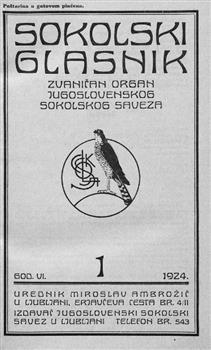 Poštarina u gotovom plaćena.
SOKOLSKI
GLASNIK
ZVANIČAN ORGAN
JUGOSLOVENSKOG
SOKOLSKOG SAVEZA
GOD. VI. 1 1924.
UREDNIK MIROSLAV AMBROŽIČ
U LJUBLJANI, ERJAVČEVA CESTA BR. 4/II
IZDAVAČ JUGOSLOVENSKI SOKOLSKI
SAVEZ U LJUBLJANI TELEFON BR. 543